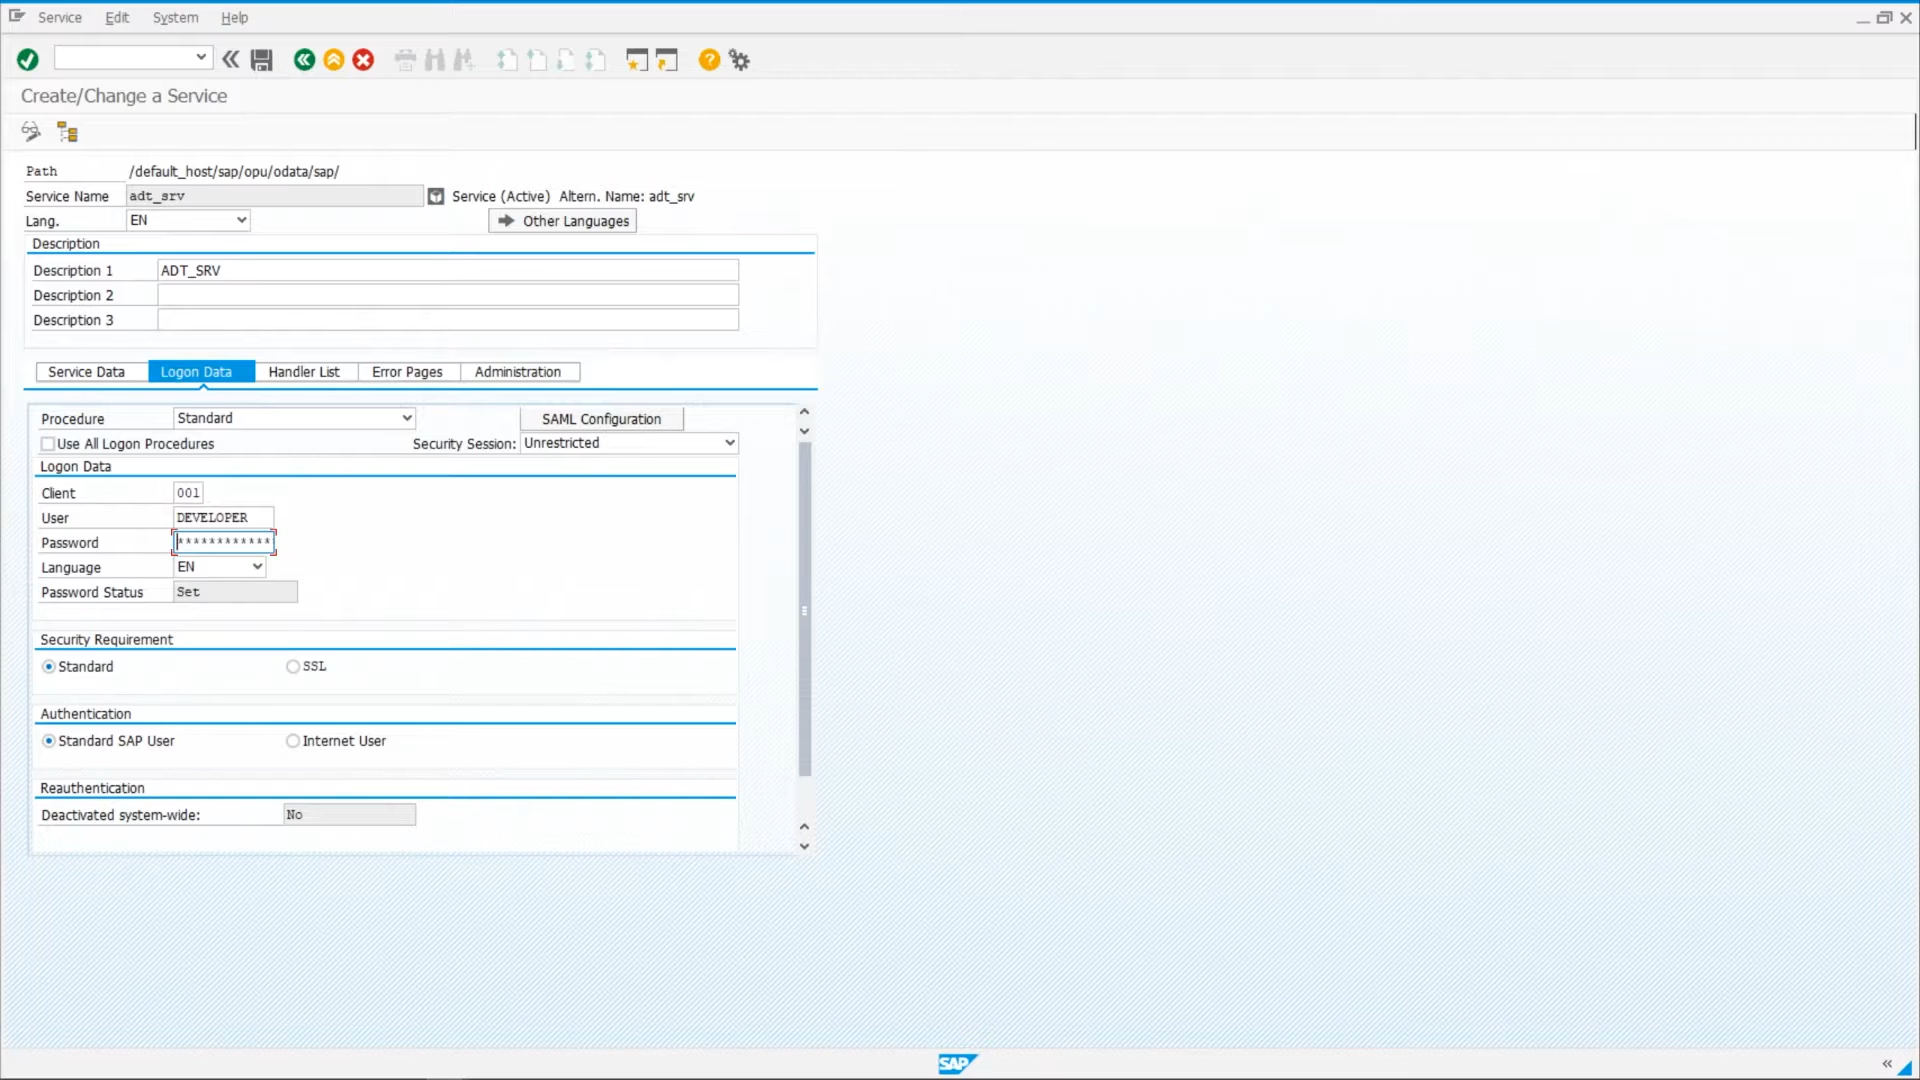 Service Edit System Help
Create/Change a Service
Path /default_host/sap/opu/odata/sap/
Service Name adt_srv Service (Active) Altern. Name: adt_srv
Lang. EN Other Languages
Description
Description 1 ADT_SRV
Description 2
Description 3
Service Data Logon Data Handler List Error Pages Administration
Procedure Standard SAML Configuration
Use All Logon Procedures Security Session: Unrestricted
Logon Data
Client 001
User DEVELOPER
Password ************
Language EN
Password Status Set
Security Requirement
Standard SSL
Authentication
Standard SAP User Internet User
Reauthentication
Deactivated system-wide: No
SAP